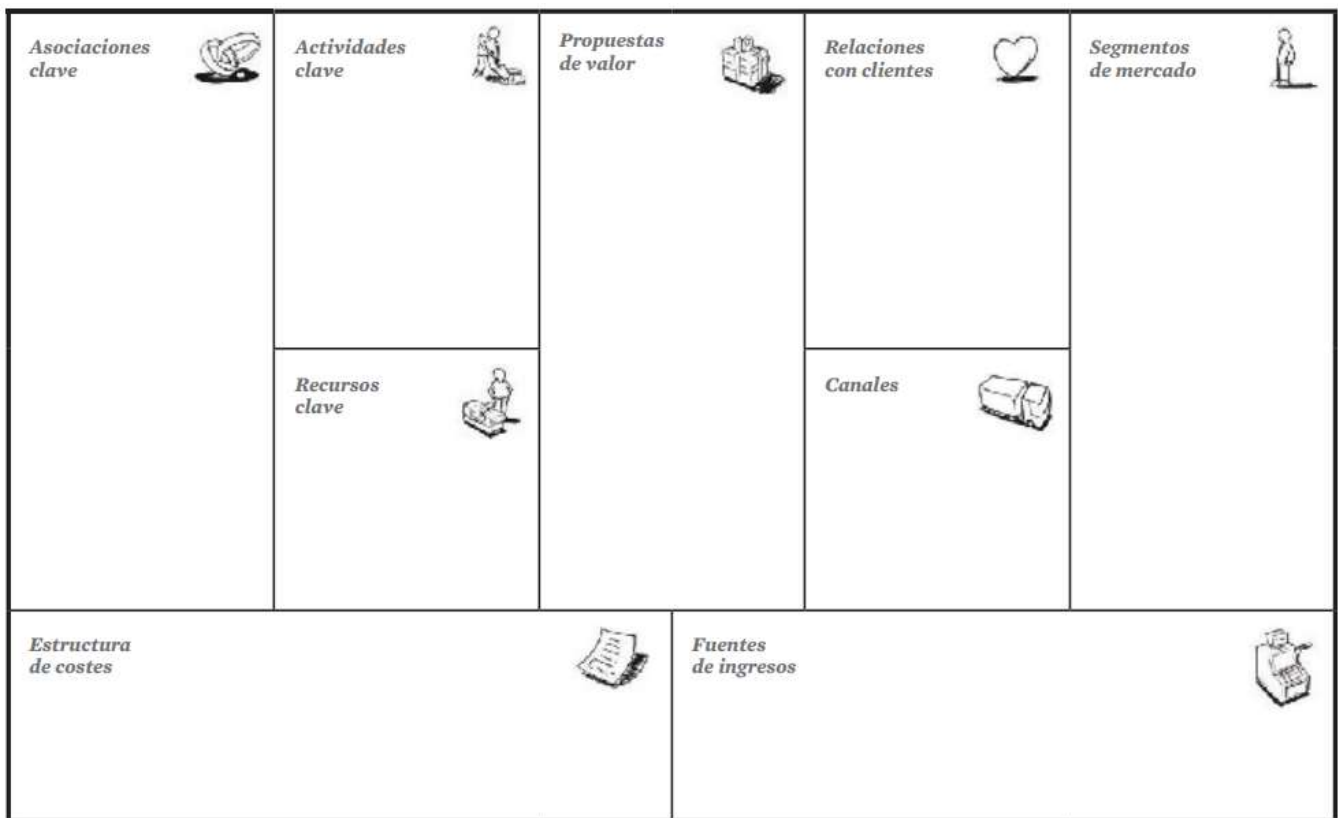 Asociaciones
clave
Actividades
clave
Propuestas
de valor
Relaciones
con clientes
Segmentos
de mercado
Recursos
clave
Canales
Estructura
de costes
Fuentes
de ingresos